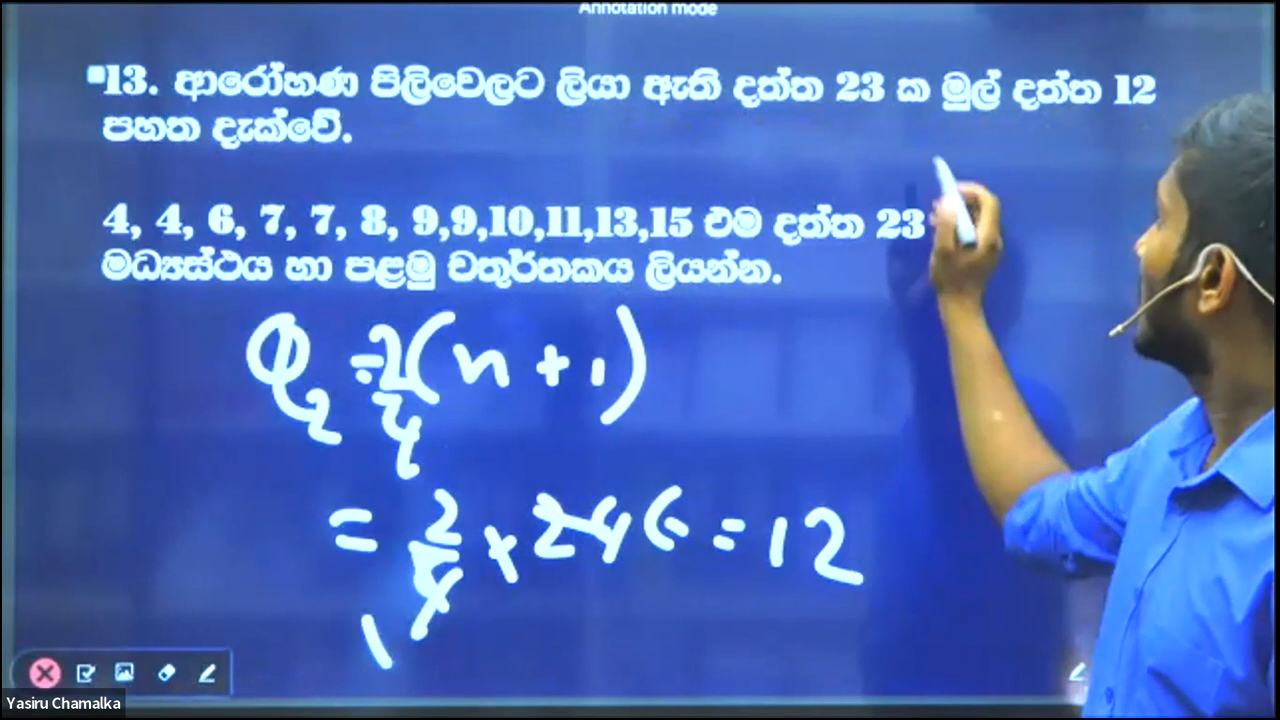 Annotation mode
13. ආරෝහණ පිලිවෙලට ලියා ඇති දත්ත 23 ක මුල් දත්ත 12
පහත දැක්වේ.
4, 4, 6, 7, 7, 8, 9,9,10,11,13,15 එම දත්ත 23
මධ්‍යස්ථය හා පළමු චතුර්තකය ලියන්න.
Q₂ = 2/4 (n + 1)
= 2/4 × 24 6 = 12
1
Yasiru Chamalka